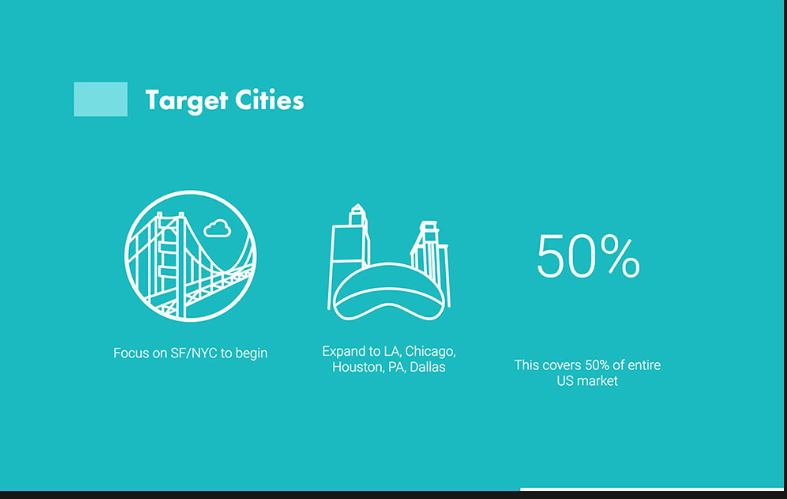 Target Cities
Focus on SF/NYC to begin
Expand to LA, Chicago,
Houston, PA, Dallas
50%
This covers 50% of entire
US market